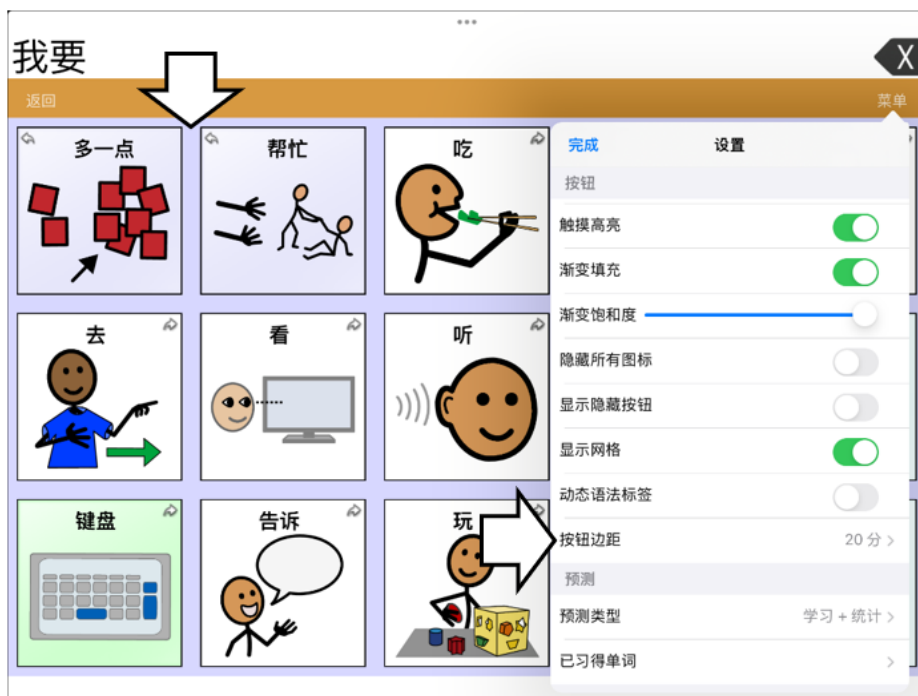 我要
X
返回
菜单
多一点
帮忙
吃
去
看
听
键盘
告诉
玩
完成
设置
按钮
触摸高亮
渐变填充
渐变饱和度
隐藏所有图标
显示隐藏按钮
显示网格
动态语法标签
按钮边距 20 分
预测
预测类型 学习 + 统计
已习得单词